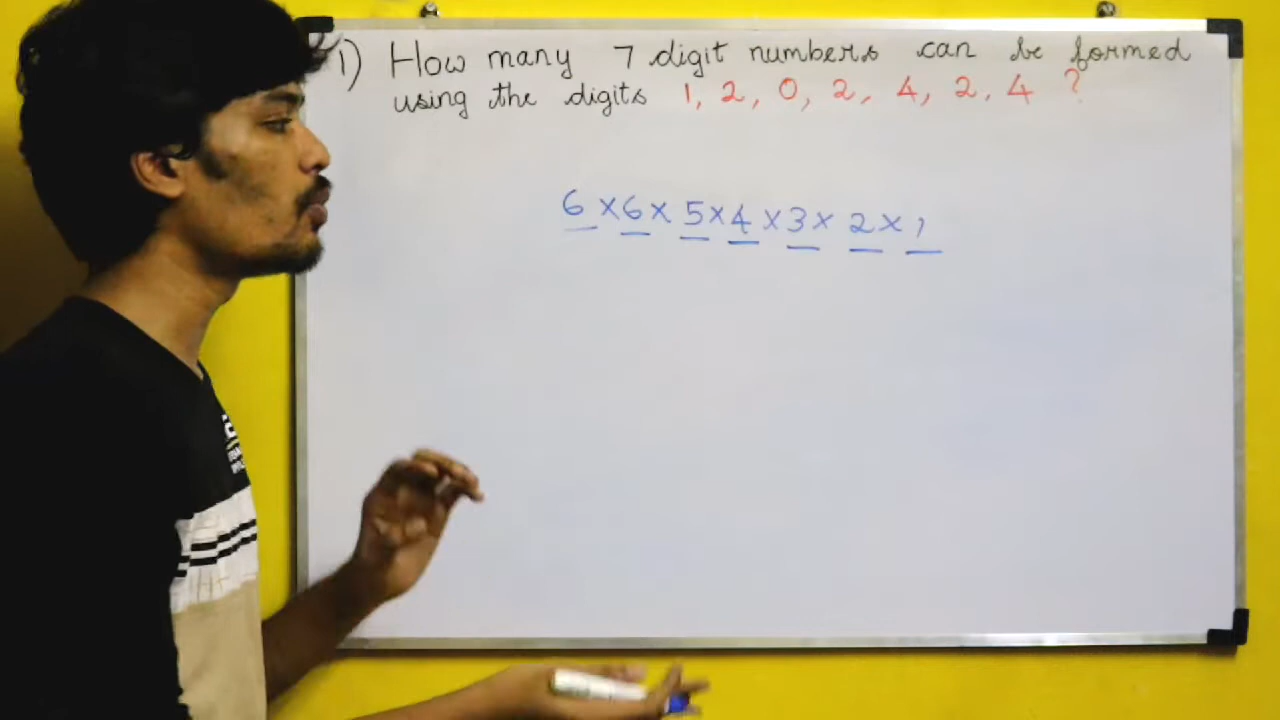 1) How many 7 digit numbers can be formed
using the digits 1, 2, 0, 2, 4, 2, 4 ?
6 x 6 x 5 x 4 x 3 x 2 x 1